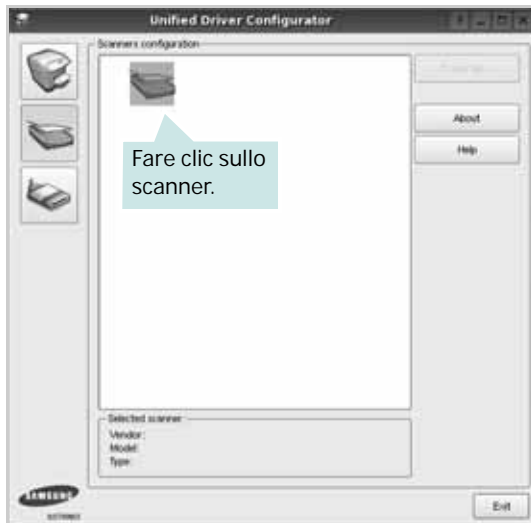 Unified Driver Configurator
Scanners configuration
About
Help
Fare clic sullo
scanner.
Selected scanner
Vendor:
Model:
Type:
SAMSUNG
Exit